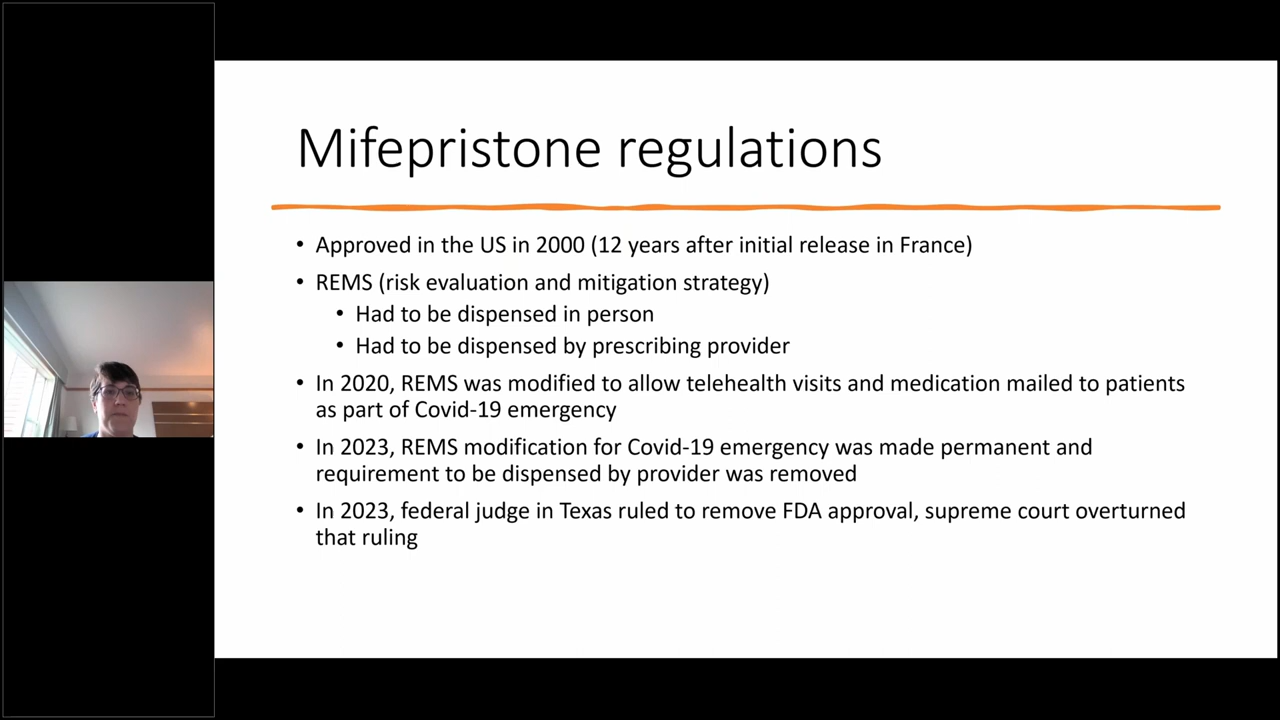 Mifepristone regulations
• Approved in the US in 2000 (12 years after initial release in France)
• REMS (risk evaluation and mitigation strategy)
• Had to be dispensed in person
• Had to be dispensed by prescribing provider
• In 2020, REMS was modified to allow telehealth visits and medication mailed to patients
as part of Covid-19 emergency
• In 2023, REMS modification for Covid-19 emergency was made permanent and
requirement to be dispensed by provider was removed
• In 2023, federal judge in Texas ruled to remove FDA approval, supreme court overturned
that ruling